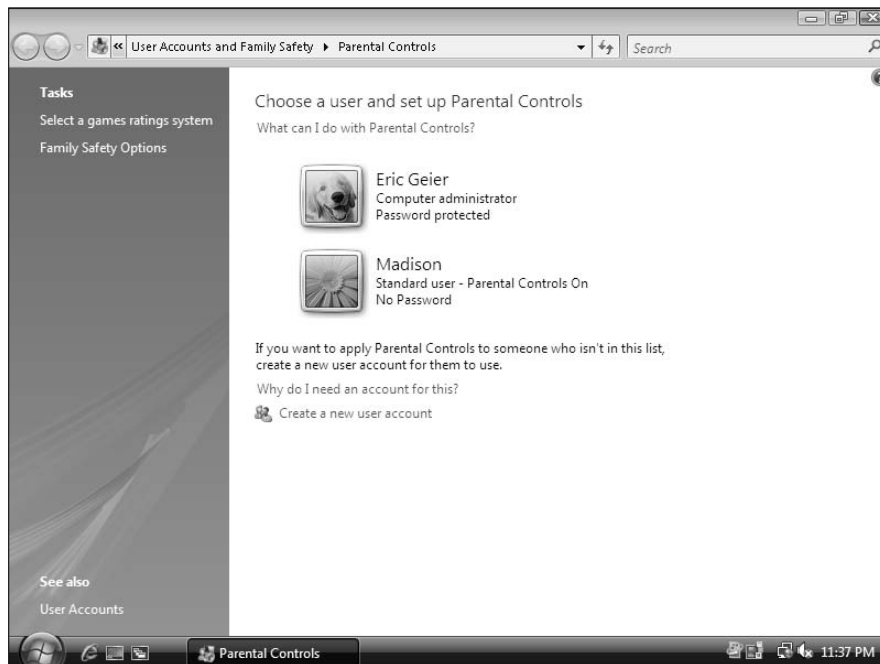 « User Accounts and Family Safety ▸ Parental Controls
Search
Tasks
Select a games ratings system
Family Safety Options
Choose a user and set up Parental Controls
What can I do with Parental Controls?
Eric Geier
Computer administrator
Password protected
Madison
Standard user - Parental Controls On
No Password
If you want to apply Parental Controls to someone who isn't in this list,
create a new user account for them to use.
Why do I need an account for this?
Create a new user account
See also
User Accounts
Parental Controls
11:37 PM